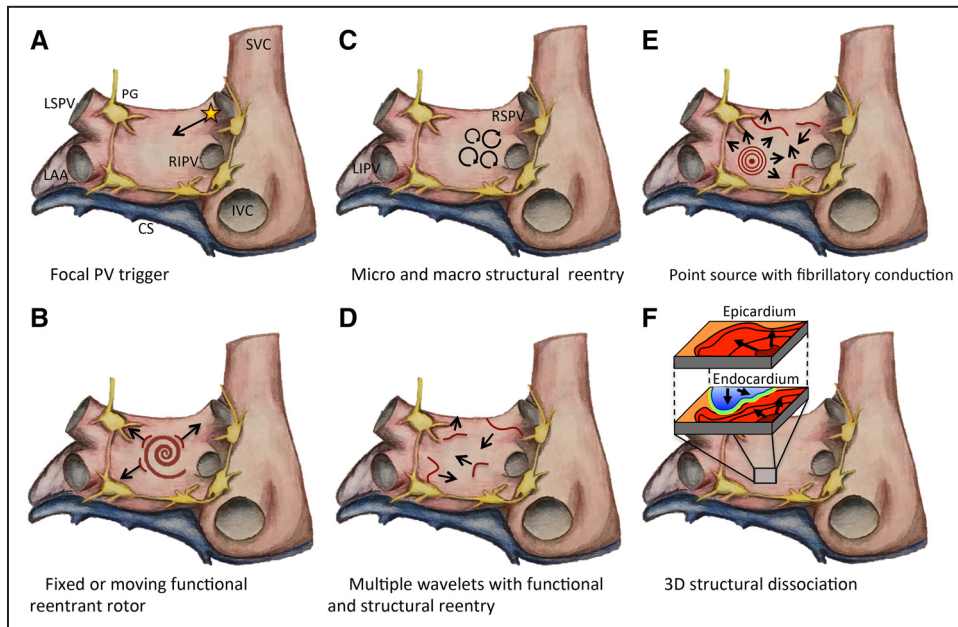 A
SVC
LSPV
PG
RIPV
LAA
IVC
CS
Focal PV trigger
C
RSPV
LIPV
Micro and macro structural reentry
E
Point source with fibrillatory conduction
B
Fixed or moving functional
reentrant rotor
D
Multiple wavelets with functional
and structural reentry
F
Epicardium
Endocardium
3D structural dissociation